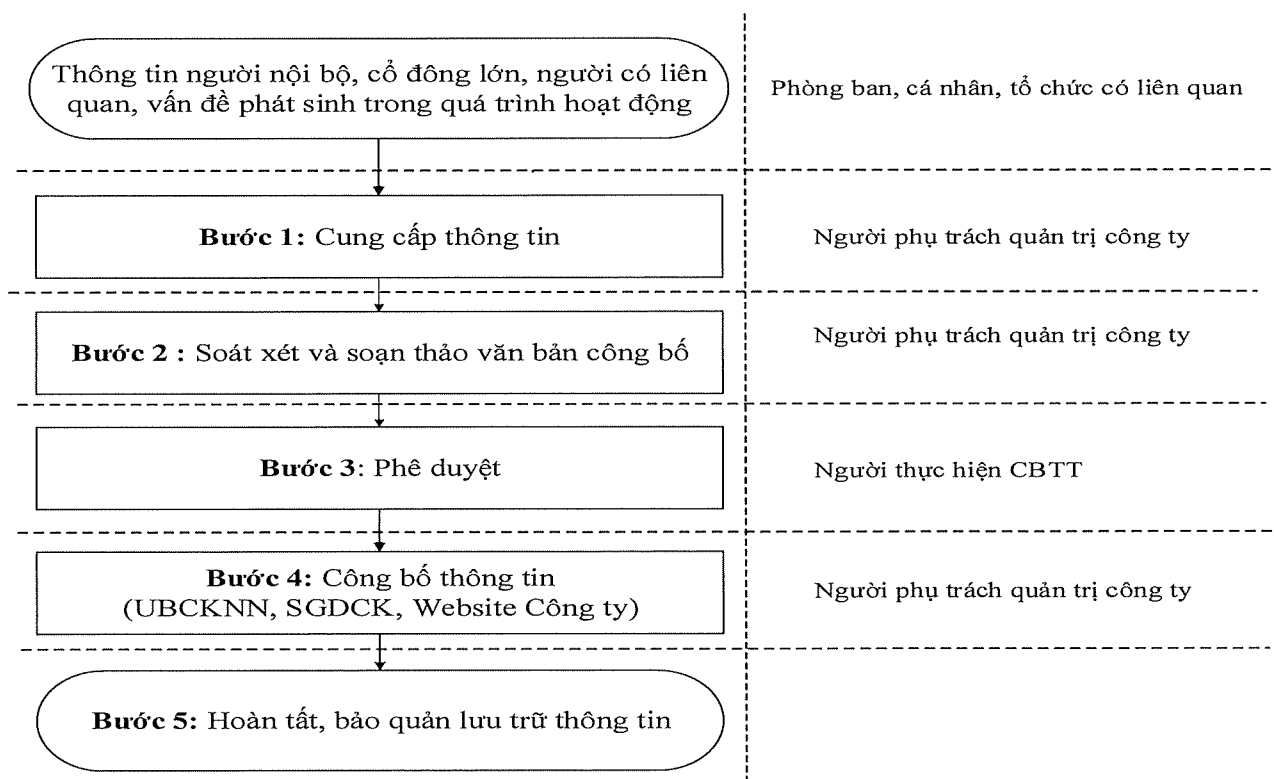 Thông tin người nội bộ, cổ đông lớn, người có liên
quan, vấn đề phát sinh trong quá trình hoạt động
Phòng ban, cá nhân, tổ chức có liên quan
Bước 1: Cung cấp thông tin
Người phụ trách quản trị công ty
Bước 2 : Soát xét và soạn thảo văn bản công bố
Người phụ trách quản trị công ty
Bước 3: Phê duyệt
Người thực hiện CBTT
Bước 4: Công bố thông tin
(UBCKNN, SGDCK, Website Công ty)
Người phụ trách quản trị công ty
Bước 5: Hoàn tất, bảo quản lưu trữ thông tin